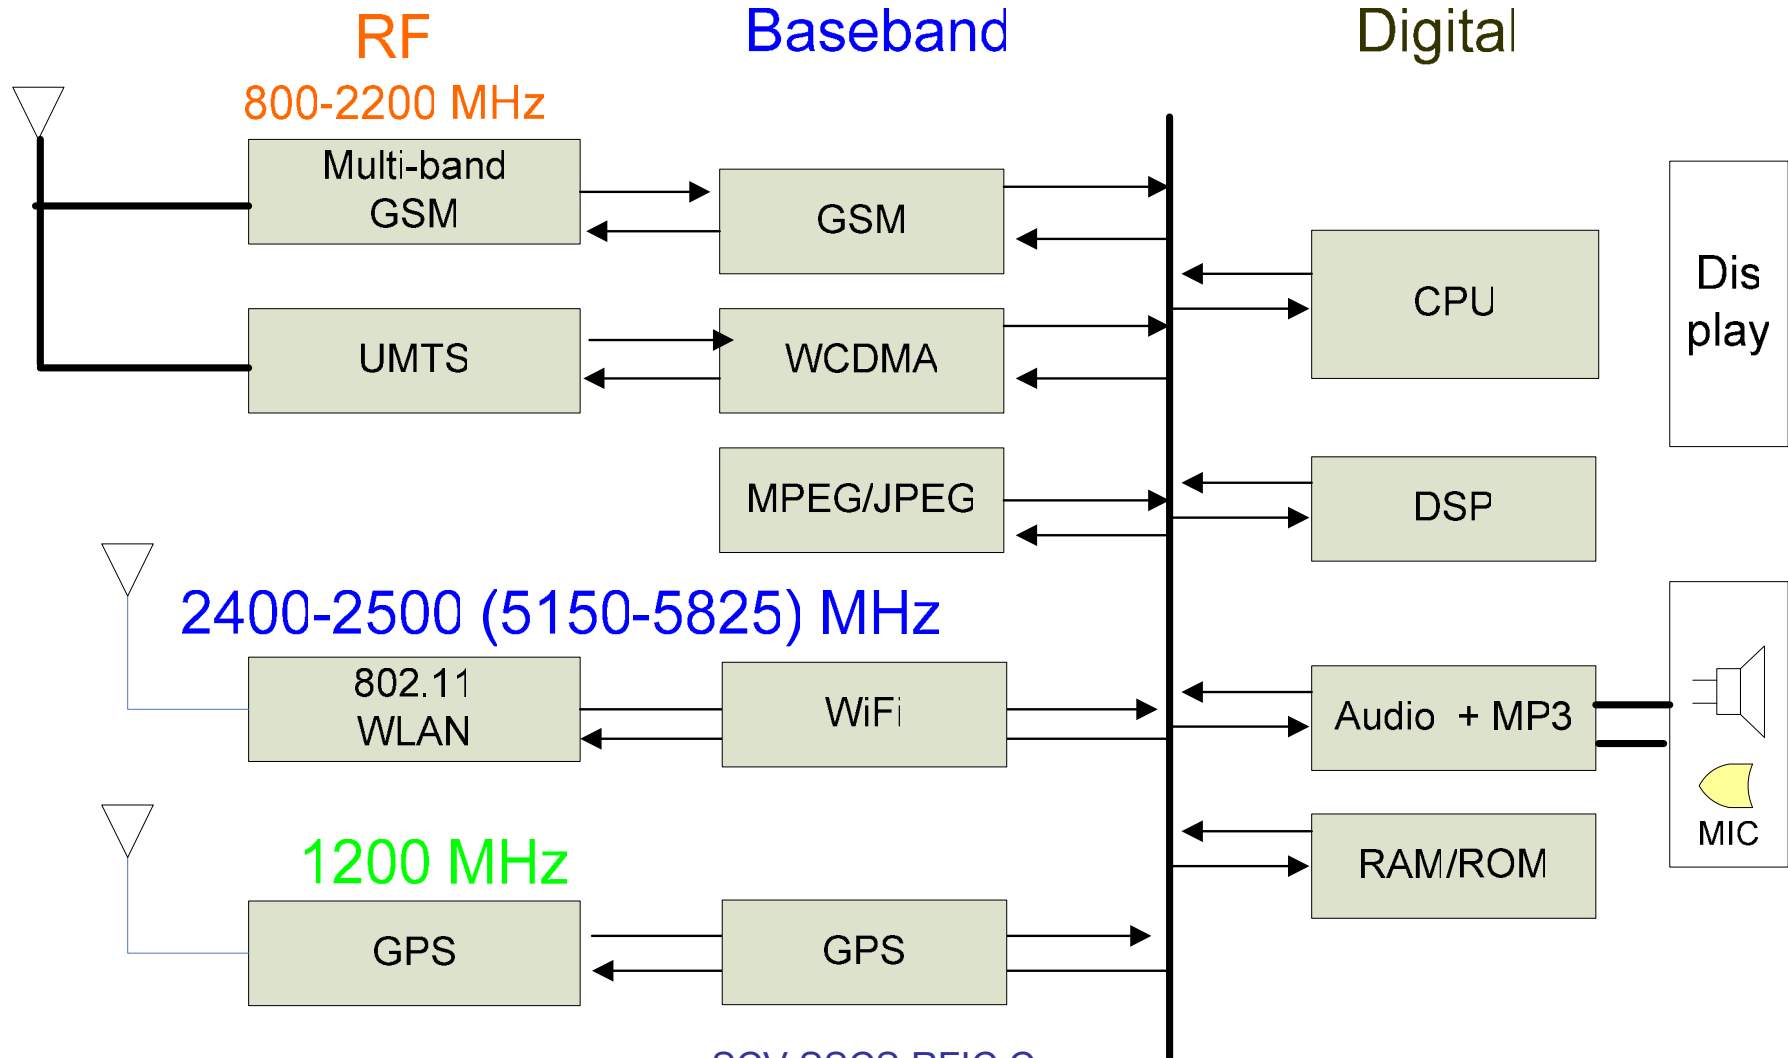 RF
Baseband
Digital
800-2200 MHz
Multi-band
GSM
GSM
CPU
Dis
play
UMTS
WCDMA
MPEG/JPEG
DSP
2400-2500 (5150-5825) MHz
802.11
WLAN
WiFi
Audio + MP3
MIC
1200 MHz
RAM/ROM
GPS
GPS